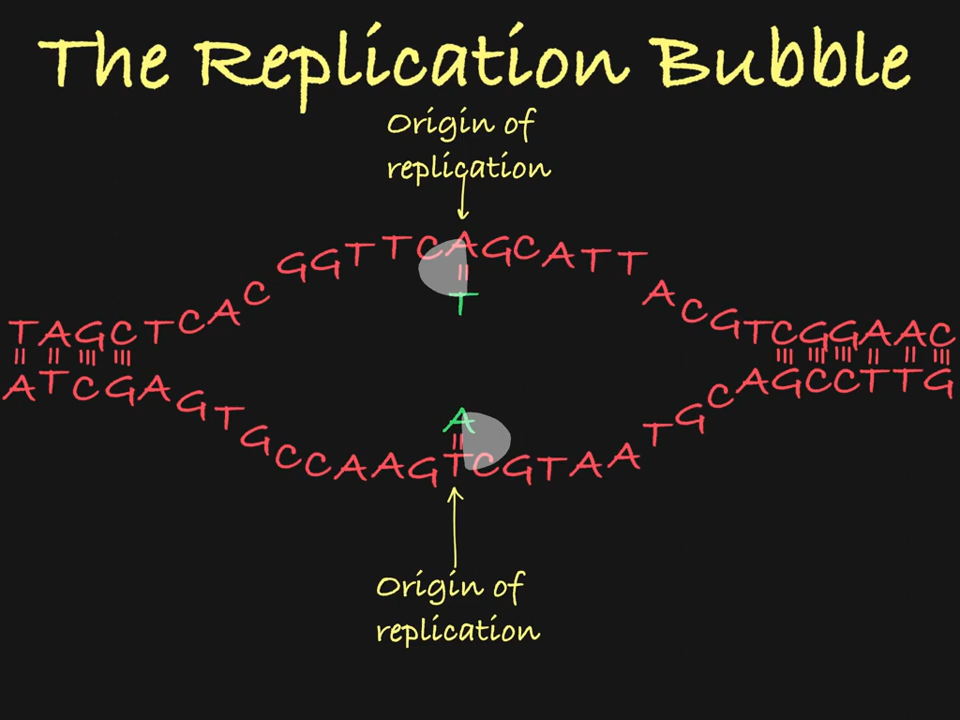 The Replication Bubble
Origin of
replication
TAGCTCACGGTTCAGCATTACGTCGGAAC
T
ATCGAGTGCCAAGTCGTAATGCAGCCTTG
A
Origin of
replication